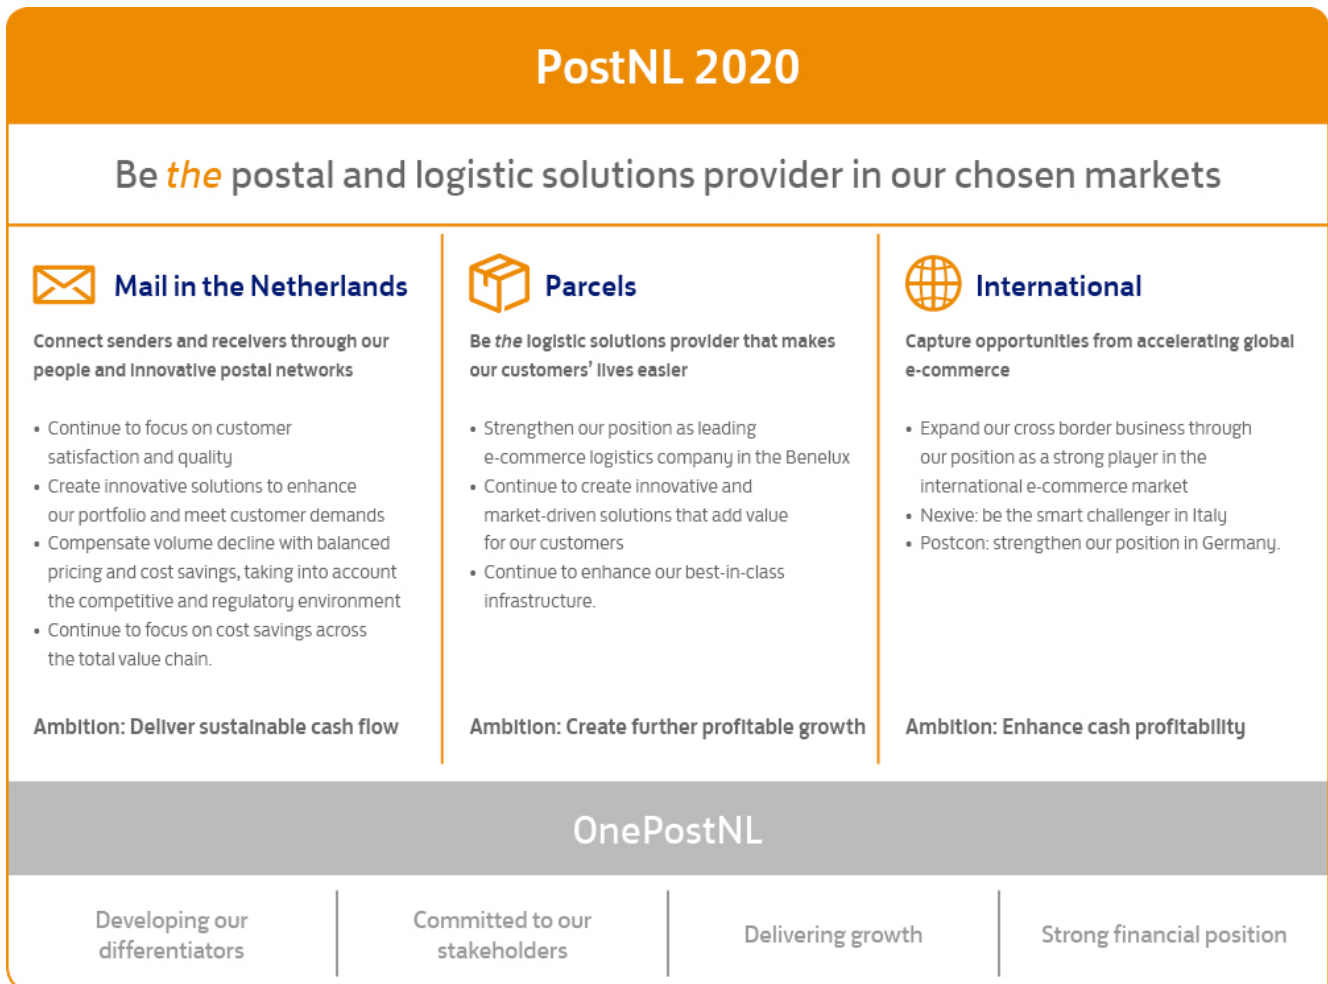 PostNL 2020
Be the postal and logistic solutions provider in our chosen markets
Mail in the Netherlands
Connect senders and receivers through our
people and innovative postal networks
• Continue to focus on customer
satisfaction and quality
• Create innovative solutions to enhance
our portfolio and meet customer demands
• Compensate volume decline with balanced
pricing and cost savings, taking into account
the competitive and regulatory environment
• Continue to focus on cost savings across
the total value chain.
Ambition: Deliver sustainable cash flow
Parcels
Be the logistic solutions provider that makes
our customers’ lives easier
• Strengthen our position as leading
e-commerce logistics company in the Benelux
• Continue to create innovative and
market-driven solutions that add value
for our customers
• Continue to enhance our best-in-class
infrastructure.
Ambition: Create further profitable growth
International
Capture opportunities from accelerating global
e-commerce
• Expand our cross border business through
our position as a strong player in the
international e-commerce market
• Nexive: be the smart challenger in Italy
• Postcon: strengthen our position in Germany.
Ambition: Enhance cash profitability
OnePostNL
Developing our
differentiators
Committed to our
stakeholders
Delivering growth
Strong financial position